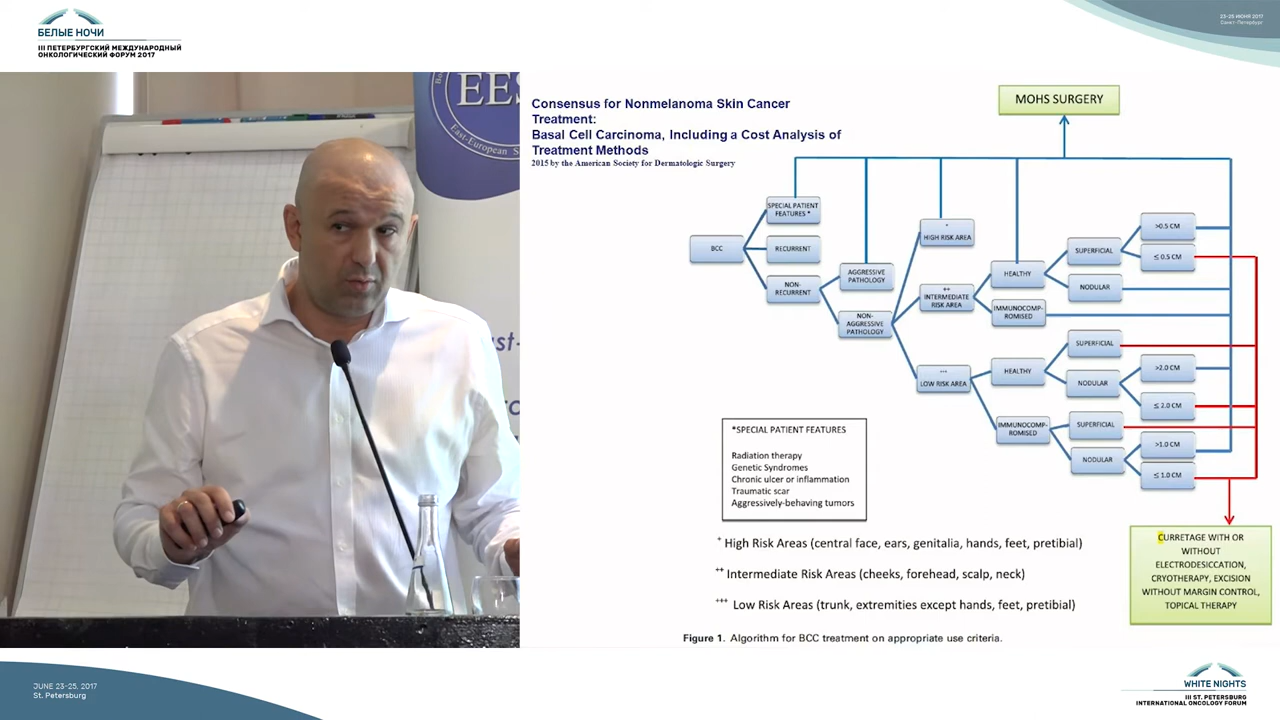 БЕЛЫЕ НОЧИ
III ПЕТЕРБУРГСКИЙ МЕЖДУНАРОДНЫЙ
ОНКОЛОГИЧЕСКИЙ ФОРУМ 2017
23-25 ИЮНЯ 2017
Санкт-Петербург
EES
East-European
Consensus for Nonmelanoma Skin Cancer
Treatment:
Basal Cell Carcinoma, Including a Cost Analysis of
Treatment Methods
2015 by the American Society for Dermatologic Surgery
MOHS SURGERY
BCC
SPECIAL PATIENT
FEATURES *
RECURRENT
NON-
RECURRENT
AGGRESSIVE
PATHOLOGY
NON-
AGGRESSIVE
PATHOLOGY
+
HIGH RISK AREA
++
INTERMEDIATE
RISK AREA
+++
LOW RISK AREA
HEALTHY
IMMUNOCOMP-
ROMISED
HEALTHY
IMMUNOCOMP-
ROMISED
SUPERFICIAL
NODULAR
SUPERFICIAL
NODULAR
SUPERFICIAL
NODULAR
>0.5 CM
≤ 0.5 CM
>2.0 CM
≤ 2.0 CM
>1.0 CM
≤ 1.0 CM
*SPECIAL PATIENT FEATURES
Radiation therapy
Genetic Syndromes
Chronic ulcer or inflammation
Traumatic scar
Aggressively-behaving tumors
+ High Risk Areas (central face, ears, genitalia, hands, feet, pretibial)
++ Intermediate Risk Areas (cheeks, forehead, scalp, neck)
+++ Low Risk Areas (trunk, extremities except hands, feet, pretibial)
CURRETAGE WITH OR
WITHOUT
ELECTRODESICCATION,
CRYOTHERAPY, EXCISION
WITHOUT MARGIN CONTROL,
TOPICAL THERAPY
Figure 1. Algorithm for BCC treatment on appropriate use criteria.
JUNE 23-25, 2017
St. Petersburg
WHITE NIGHTS
III ST. PETERSBURG
INTERNATIONAL ONCOLOGY FORUM